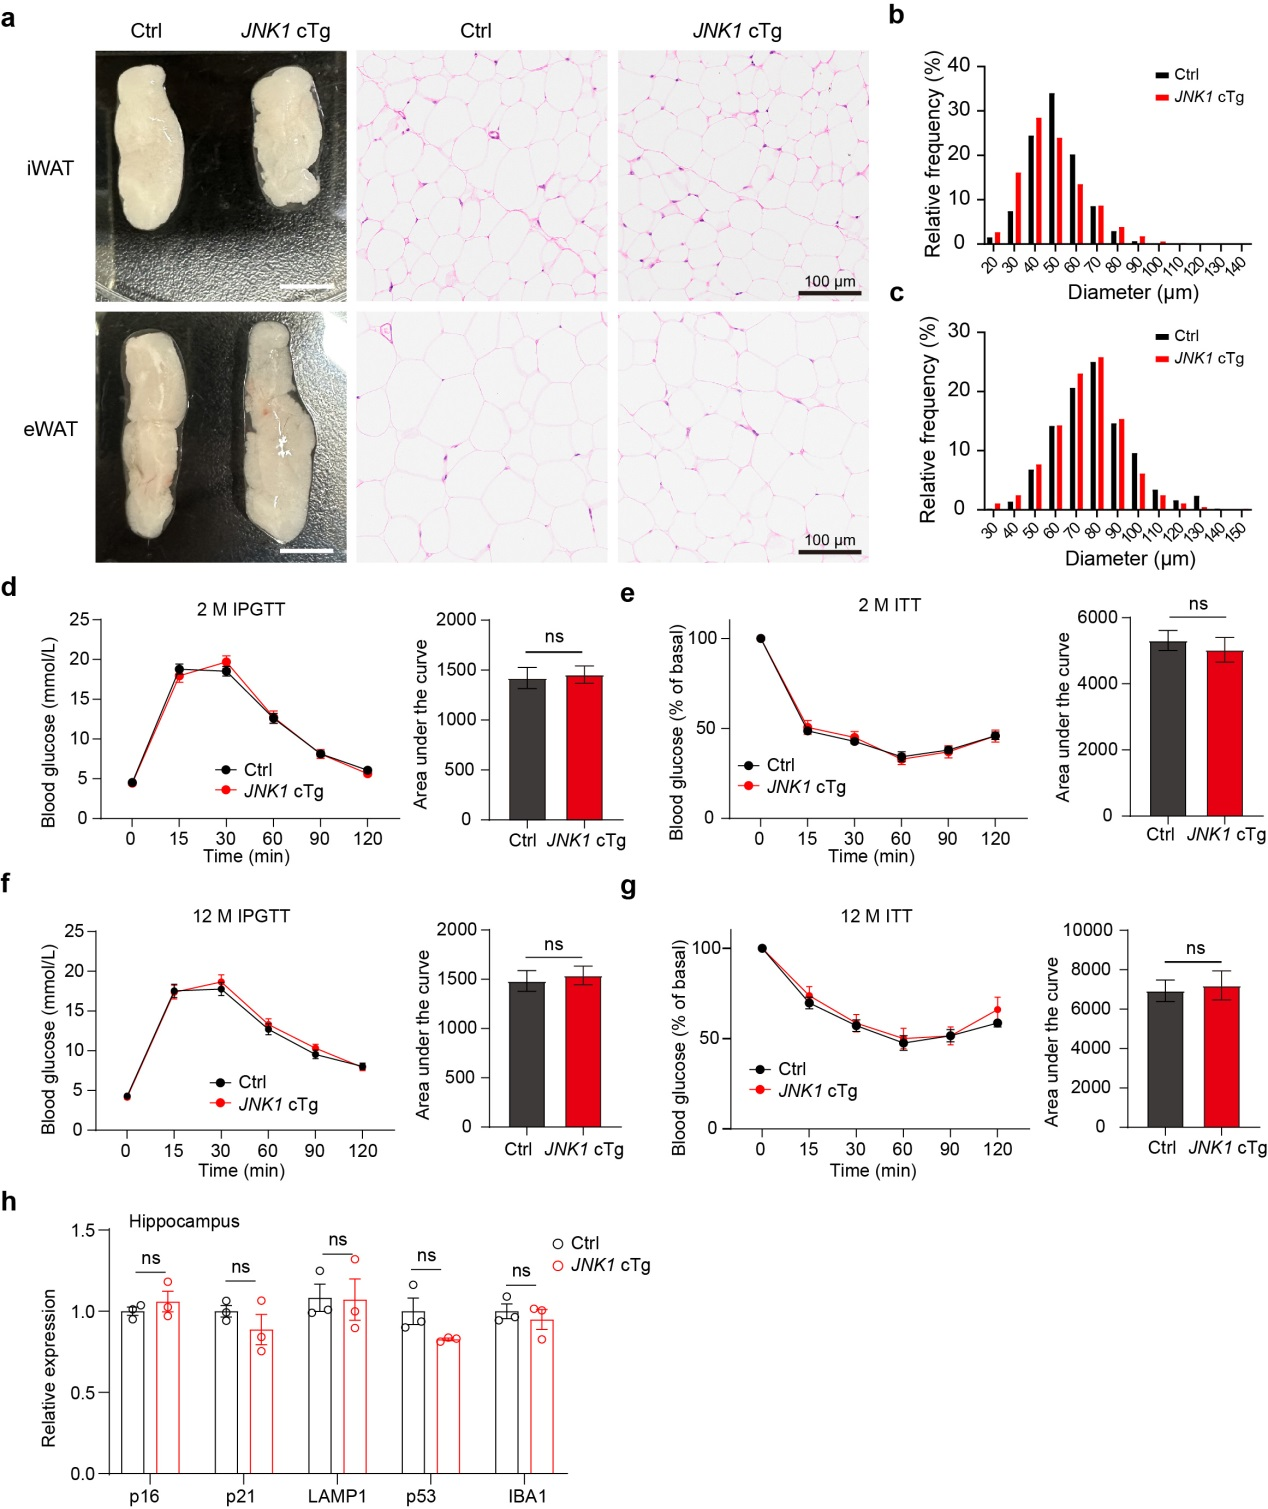 a
Ctrl
JNK1 cTg
Ctrl
JNK1 cTg
iWAT
100 µm
eWAT
100 µm
b
Relative frequency (%)
40
30
20
10
0
Ctrl
JNK1 cTg
20 30 40 50 60 70 80 90 100 110 120 130 140
Diameter (µm)
c
Relative frequency (%)
30
20
10
0
Ctrl
JNK1 cTg
30 40 50 60 70 80 90 100 110 120 130 140 150
Diameter (µm)
d
2 M IPGTT
Blood glucose (mmol/L)
25
20
15
10
5
0
Ctrl
JNK1 cTg
0 15 30 60 90 120
Time (min)
Area under the curve
2000
1500
1000
500
0
ns
Ctrl JNK1 cTg
e
2 M ITT
Blood glucose (% of basal)
100
50
0
Ctrl
JNK1 cTg
0 15 30 60 90 120
Time (min)
Area under the curve
6000
4000
2000
0
ns
Ctrl JNK1 cTg
f
12 M IPGTT
Blood glucose (mmol/L)
25
20
15
10
5
0
Ctrl
JNK1 cTg
0 15 30 60 90 120
Time (min)
Area under the curve
2000
1500
1000
500
0
ns
Ctrl JNK1 cTg
g
12 M ITT
Blood glucose (% of basal)
100
50
0
Ctrl
JNK1 cTg
0 15 30 60 90 120
Time (min)
Area under the curve
10000
8000
6000
4000
2000
0
ns
Ctrl JNK1 cTg
h
Hippocampus
Relative expression
1.5
1.0
0.5
0.0
ns
ns
ns
ns
ns
Ctrl
JNK1 cTg
p16 p21 LAMP1 p53 IBA1